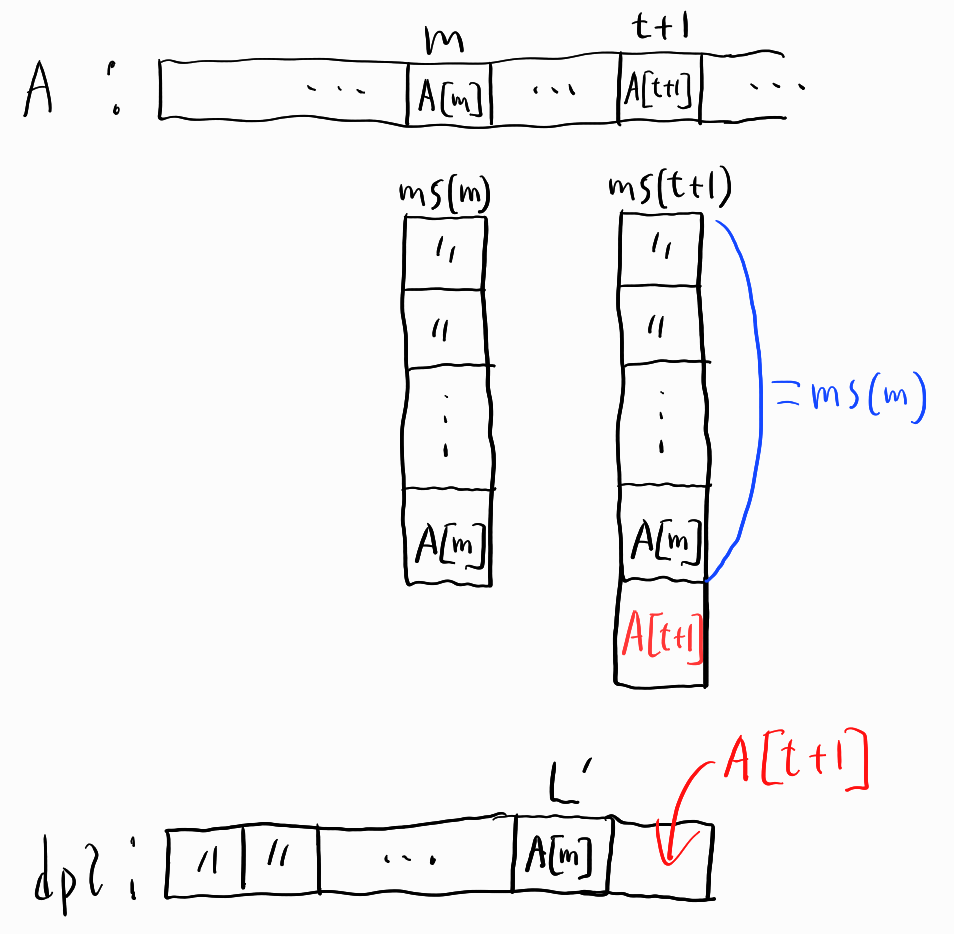 m t+1
A : ... A[m] ... A[t+1] ...
ms(m) ms(t+1)
〃 〃
〃 〃
⋮ ⋮
= ms(m)
A[m] A[m]
A[t+1]
L' A[t+1]
dp2: 〃 〃 ... A[m]